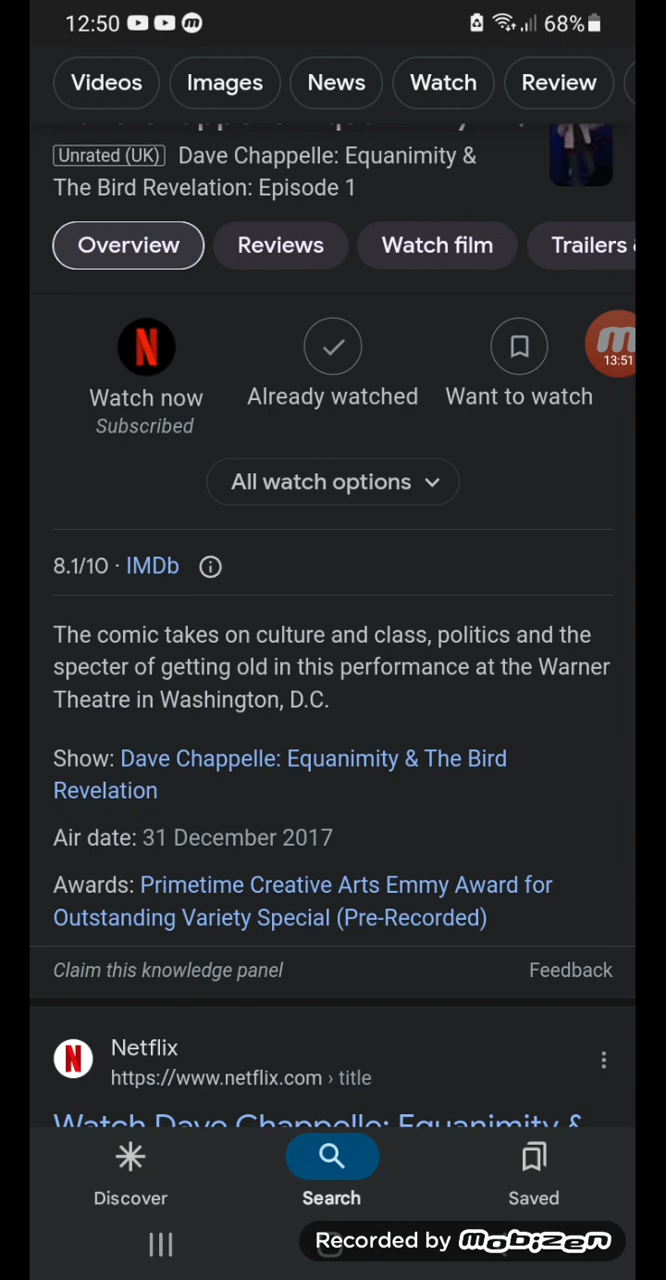 12:50
68%
Videos
Images
News
Watch
Review
Unrated (UK) Dave Chappelle: Equanimity &
The Bird Revelation: Episode 1
Overview
Reviews
Watch film
Trailers
N
Watch now
Subscribed
Already watched
Want to watch
m
13:51
All watch options
8.1/10 · IMDb
The comic takes on culture and class, politics and the
specter of getting old in this performance at the Warner
Theatre in Washington, D.C.
Show: Dave Chappelle: Equanimity & The Bird
Revelation
Air date: 31 December 2017
Awards: Primetime Creative Arts Emmy Award for
Outstanding Variety Special (Pre-Recorded)
Claim this knowledge panel
Feedback
N
Netflix
https://www.netflix.com › title
Watch Dave Chappelle: Equanimity &
Discover
Search
Saved
Recorded by mobizen